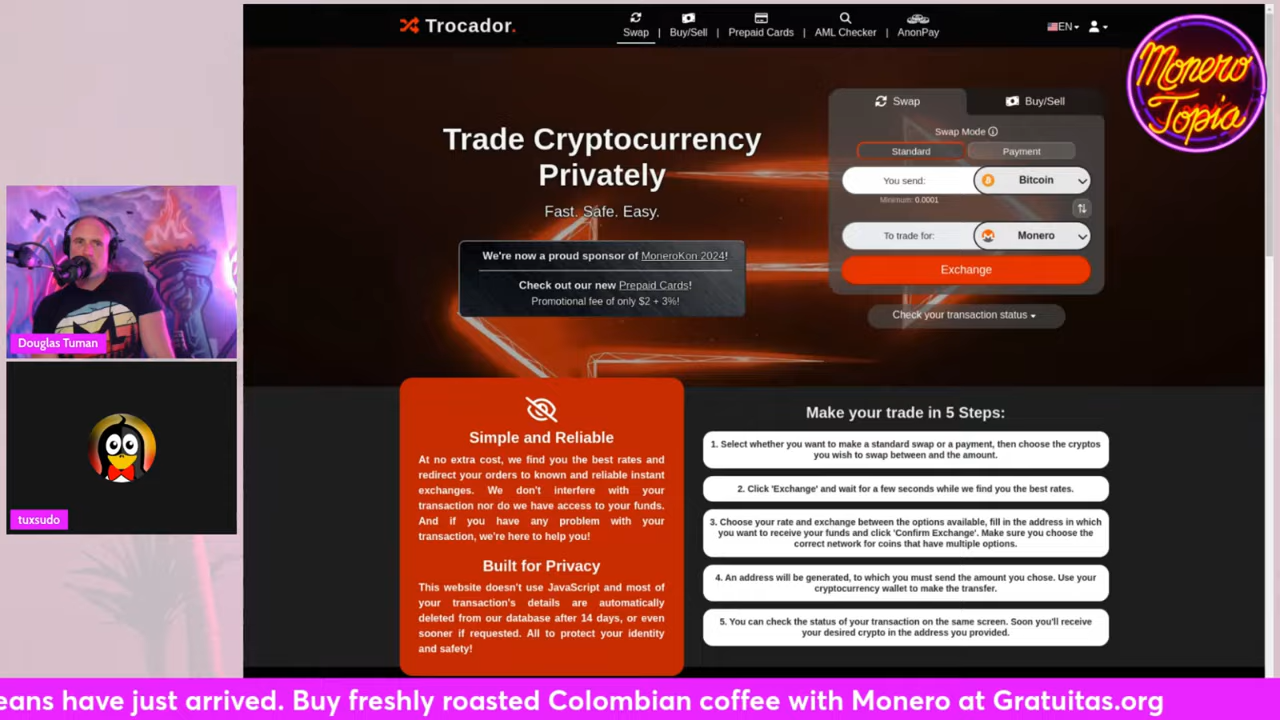 Trocador.
Swap | Buy/Sell | Prepaid Cards | AML Checker | AnonPay
EN
Monero
Topia
Trade Cryptocurrency
Privately
Fast. Safe. Easy.
We're now a proud sponsor of MoneroKon 2024!
Check out our new Prepaid Cards!
Promotional fee of only $2 + 3%!
Swap
Buy/Sell
Swap Mode
Standard
Payment
You send:
Bitcoin
Minimum: 0.0001
To trade for:
Monero
Exchange
Check your transaction status
Douglas Tuman
tuxsudo
Simple and Reliable
At no extra cost, we find you the best rates and
redirect your orders to known and reliable instant
exchanges. We don't interfere with your
transaction nor do we have access to your funds.
And if you have any problem with your
transaction, we're here to help you!
Built for Privacy
This website doesn't use JavaScript and most of
your transaction's details are automatically
deleted from our database after 14 days, or even
sooner if requested. All to protect your identity
and safety!
Make your trade in 5 Steps:
1. Select whether you want to make a standard swap or a payment, then choose the cryptos
you wish to swap between and the amount.
2. Click 'Exchange' and wait for a few seconds while we find you the best rates.
3. Choose your rate and exchange between the options available, fill in the address in which
you want to receive your funds and click 'Confirm Exchange'. Make sure you choose the
correct network for coins that have multiple options.
4. An address will be generated, to which you must send the amount you chose. Use your
cryptocurrency wallet to make the transfer.
5. You can check the status of your transaction on the same screen. Soon you'll receive
your desired crypto in the address you provided.
eans have just arrived. Buy freshly roasted Colombian coffee with Monero at Gratuitas.org